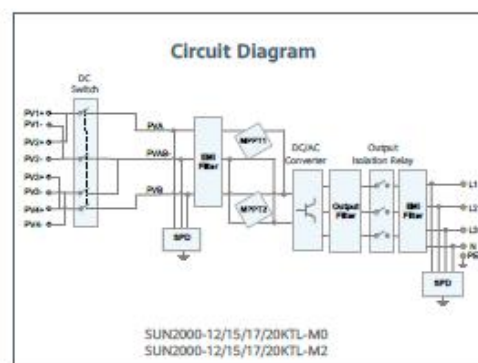 Circuit Diagram
DC
Switch
PV1+
PV1-
PV2+
PV2-
PV3+
PV3-
PV4+
PV4-
PVA
PVAB
PVB
EMI
Filter
SPD
MPPT1
MPPT2
DC/AC
Converter
Output
Filter
Output
Isolation Relay
EMI
Filter
L1
L2
L3
N
PE
SPD
SUN2000-12/15/17/20KTL-M0
SUN2000-12/15/17/20KTL-M2